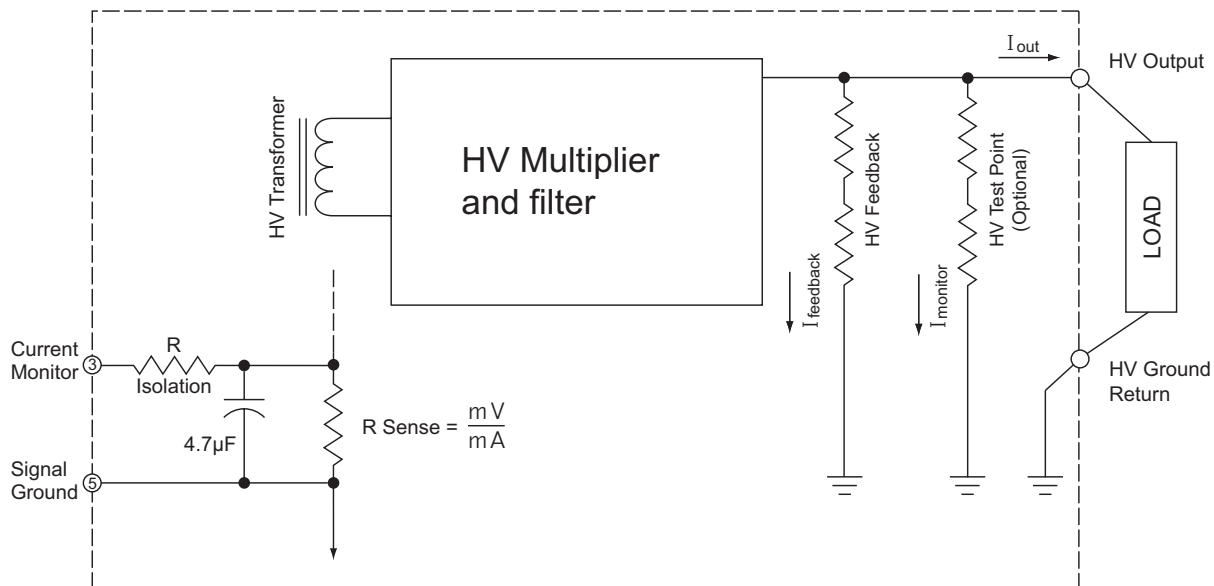 I out
HV Output
HV Transformer
HV Multiplier
and filter
HV Feedback
HV Test Point
(Optional)
LOAD
I feedback
I monitor
Current
Monitor
3
R
Isolation
HV Ground
Return
4.7µF
R Sense = mV
mA
Signal
Ground
5